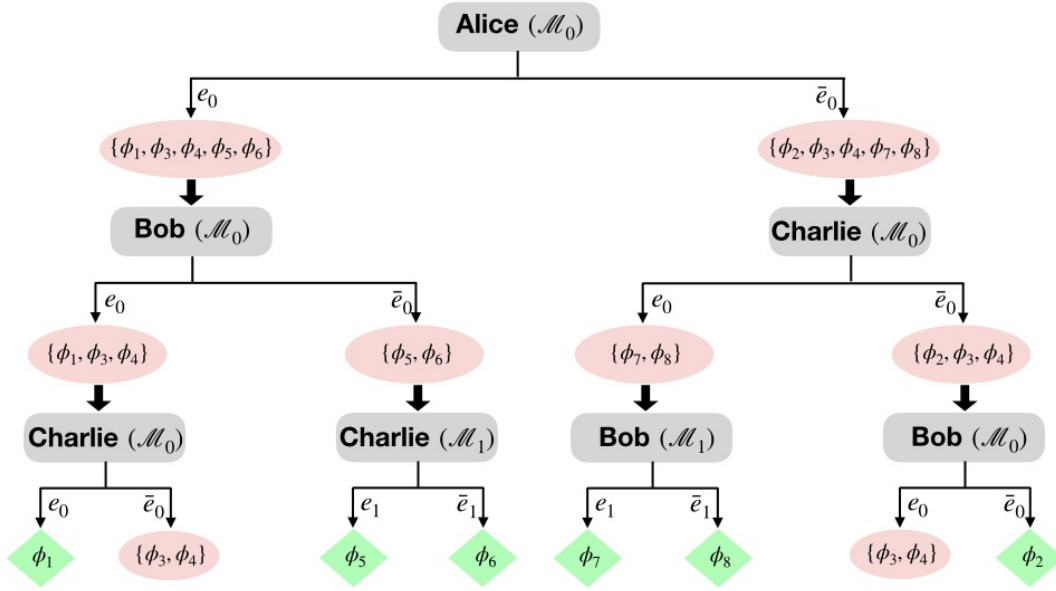 Alice (ℳ₀)
e₀ ē₀
{ϕ₁, ϕ₃, ϕ₄, ϕ₅, ϕ₆} {ϕ₂, ϕ₃, ϕ₄, ϕ₇, ϕ₈}
Bob (ℳ₀) Charlie (ℳ₀)
e₀ ē₀ e₀ ē₀
{ϕ₁, ϕ₃, ϕ₄} {ϕ₅, ϕ₆} {ϕ₇, ϕ₈} {ϕ₂, ϕ₃, ϕ₄}
Charlie (ℳ₀) Charlie (ℳ₁) Bob (ℳ₁) Bob (ℳ₀)
e₀ ē₀ e₁ ē₁ e₁ ē₁ e₀ ē₀
ϕ₁ {ϕ₃, ϕ₄} ϕ₅ ϕ₆ ϕ₇ ϕ₈ {ϕ₃, ϕ₄} ϕ₂